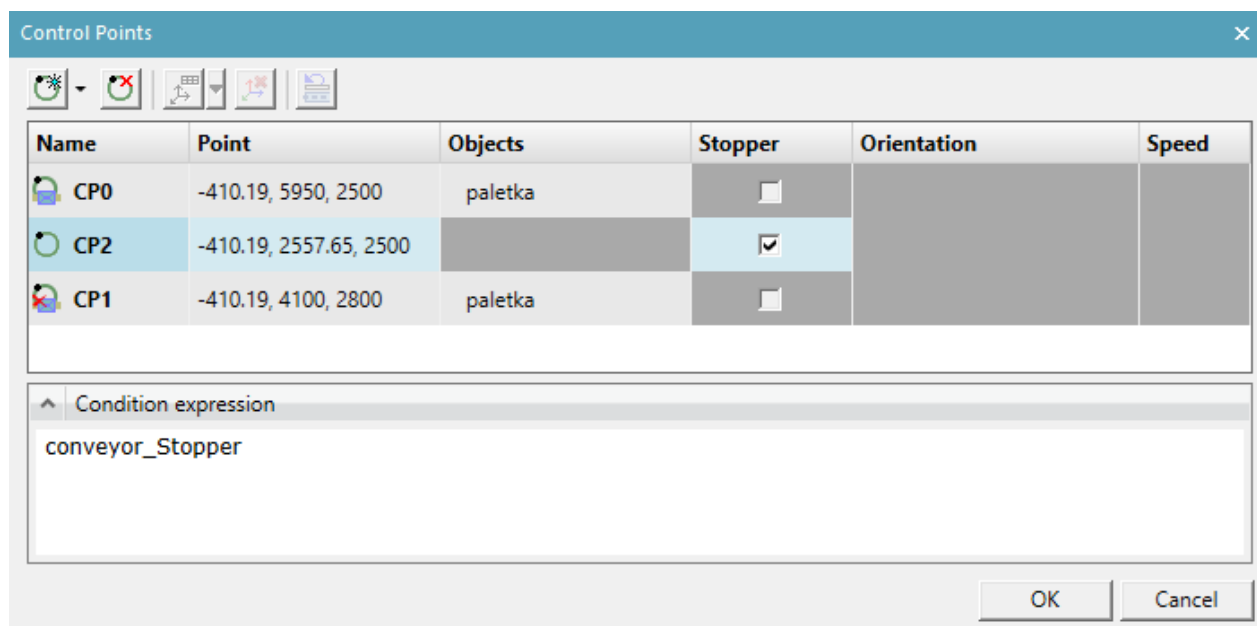 Control Points
Name Point Objects Stopper Orientation Speed
CP0 -410.19, 5950, 2500 paletka
CP2 -410.19, 2557.65, 2500
CP1 -410.19, 4100, 2800 paletka
Condition expression
conveyor_Stopper
OK Cancel